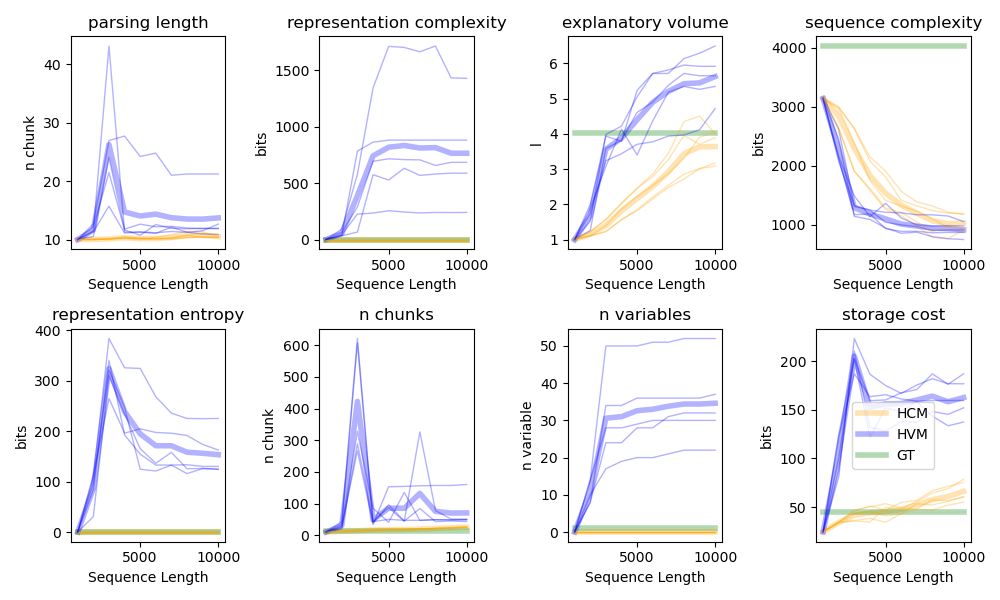 parsing length
n chunk
40
30
20
10
5000
10000
Sequence Length
representation complexity
bits
1500
1000
500
0
5000
10000
Sequence Length
explanatory volume
l
6
5
4
3
2
1
5000
10000
Sequence Length
sequence complexity
bits
4000
3000
2000
1000
5000
10000
Sequence Length
representation entropy
bits
400
300
200
100
0
5000
10000
Sequence Length
n chunks
n chunk
600
500
400
300
200
100
0
5000
10000
Sequence Length
n variables
n variable
50
40
30
20
10
0
5000
10000
Sequence Length
storage cost
bits
200
150
100
50
5000
10000
Sequence Length
HCM
HVM
GT